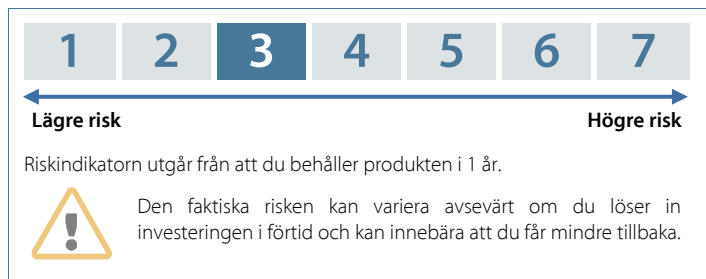 1 2 3 4 5 6 7
Lägre risk Högre risk
Riskindikatorn utgår från att du behåller produkten i 1 år.
!
Den faktiska risken kan variera avsevärt om du löser in
investeringen i förtid och kan innebära att du får mindre tillbaka.